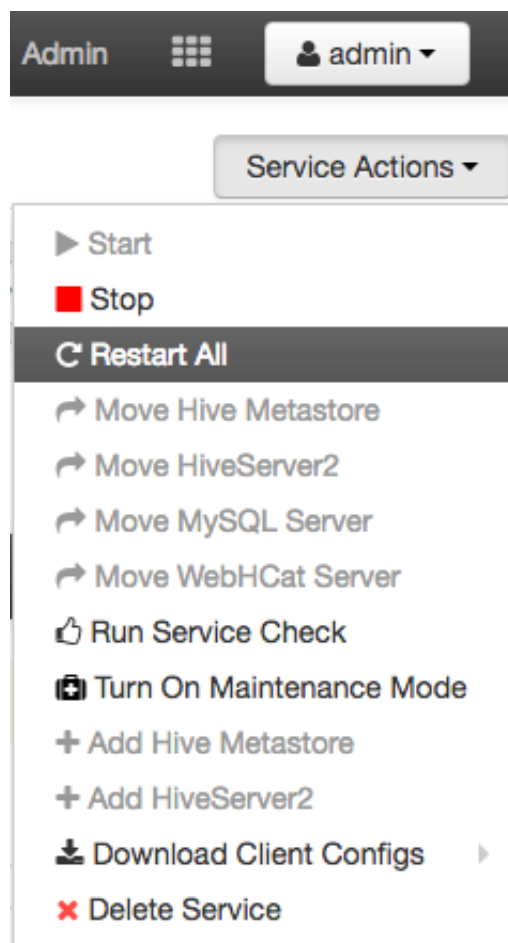 Admin
admin
Service Actions
Start
Stop
Restart All
Move Hive Metastore
Move HiveServer2
Move MySQL Server
Move WebHCat Server
Run Service Check
Turn On Maintenance Mode
Add Hive Metastore
Add HiveServer2
Download Client Configs
Delete Service